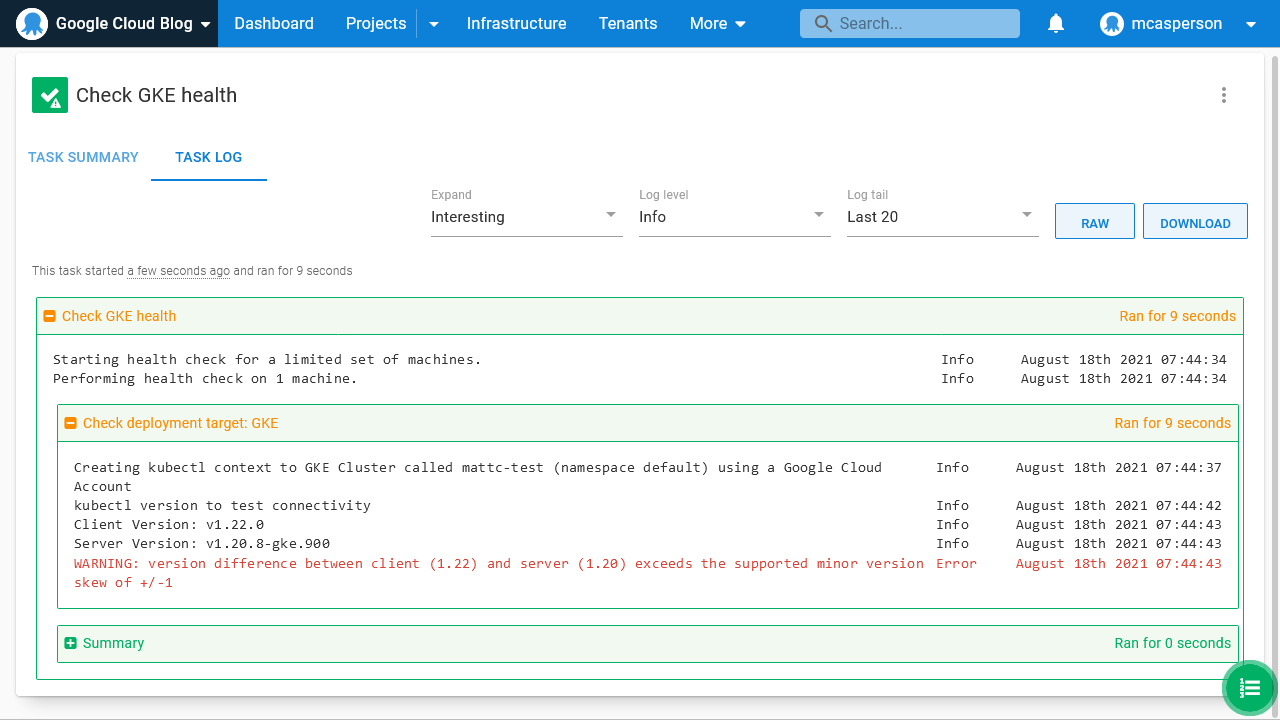 Google Cloud Blog Dashboard Projects Infrastructure Tenants More Search... mcasperson
Check GKE health
TASK SUMMARY TASK LOG
Expand Log level Log tail
Interesting Info Last 20 RAW DOWNLOAD
This task started a few seconds ago and ran for 9 seconds
Check GKE health Ran for 9 seconds
Starting health check for a limited set of machines. Info August 18th 2021 07:44:34
Performing health check on 1 machine. Info August 18th 2021 07:44:34
Check deployment target: GKE Ran for 9 seconds
Creating kubectl context to GKE Cluster called mattc-test (namespace default) using a Google Cloud Info August 18th 2021 07:44:37
Account
kubectl version to test connectivity Info August 18th 2021 07:44:42
Client Version: v1.22.0 Info August 18th 2021 07:44:43
Server Version: v1.20.8-gke.900 Info August 18th 2021 07:44:43
WARNING: version difference between client (1.22) and server (1.20) exceeds the supported minor version Error August 18th 2021 07:44:43
skew of +/-1
Summary Ran for 0 seconds